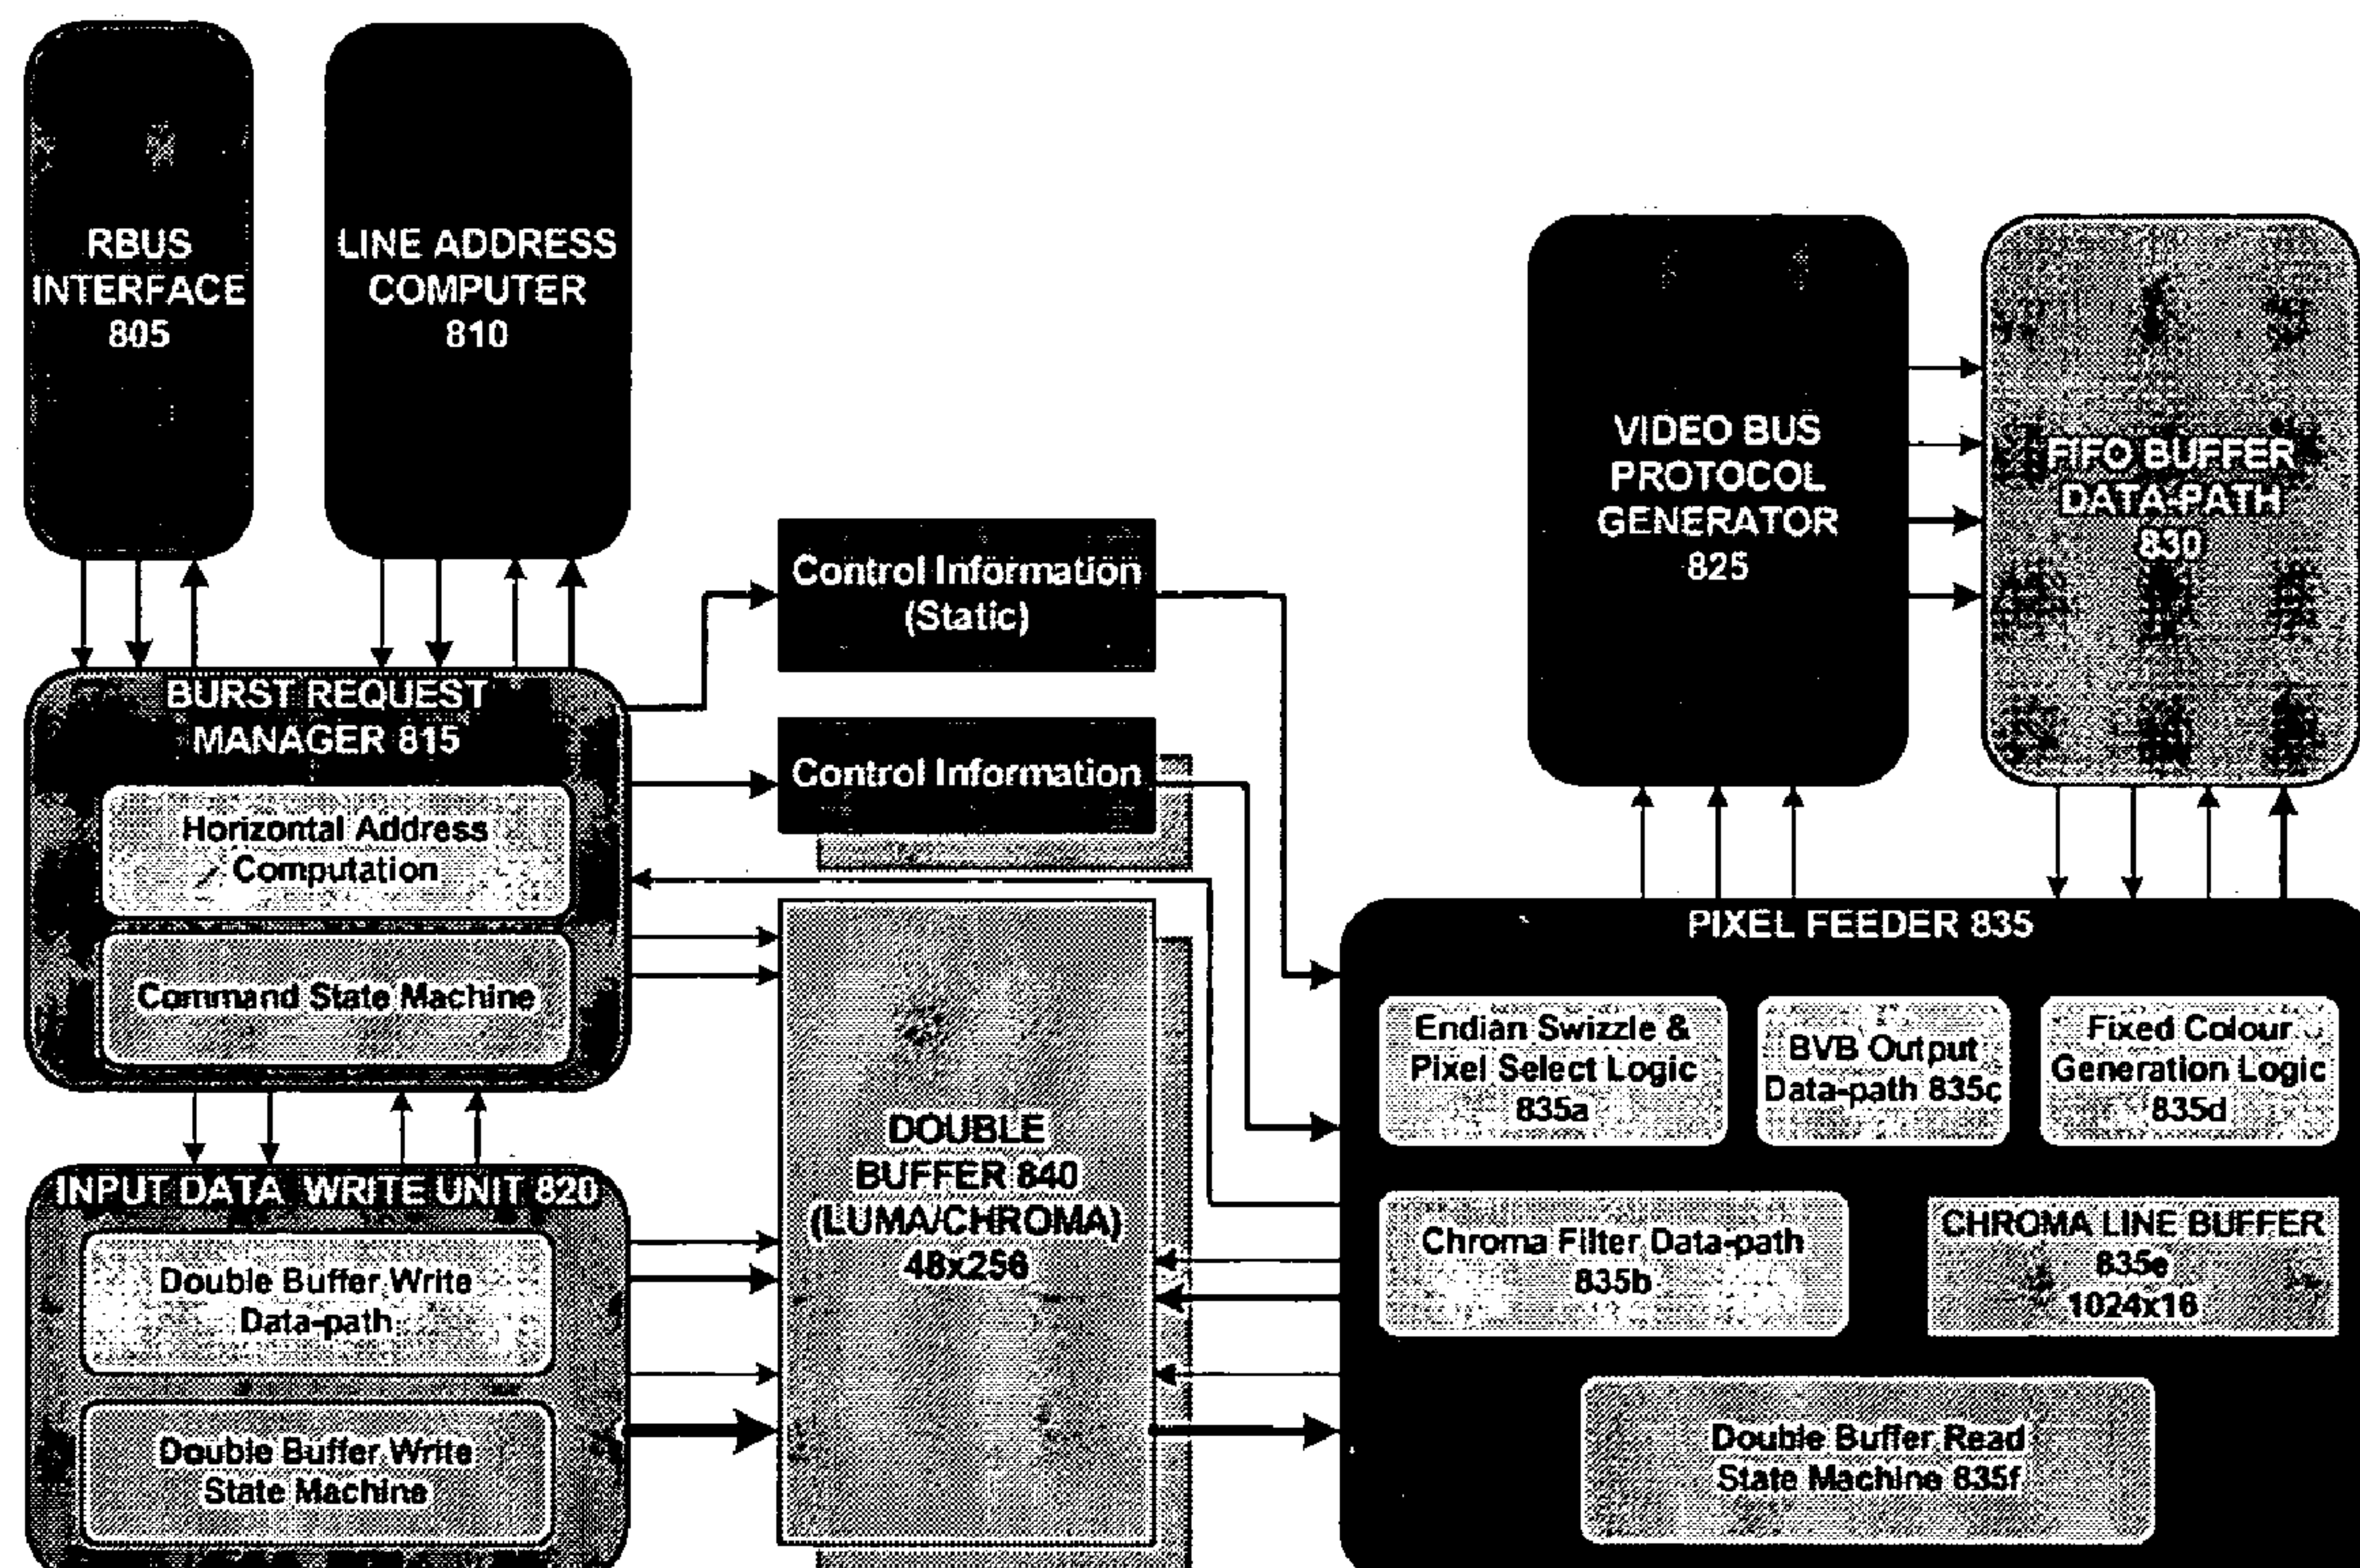 RBUS
INTERFACE
805
LINE ADDRESS
COMPUTER
810
VIDEO BUS
PROTOCOL
GENERATOR
825
FIFO BUFFER
DATA-PATH
830
Control Information
(Static)
Control Information
BURST REQUEST
MANAGER 815
Horizontal Address
Computation
Command State Machine
INPUT DATA WRITE UNIT 820
Double Buffer Write
Data-path
Double Buffer Write
State Machine
DOUBLE
BUFFER 840
(LUMA/CHROMA)
48x256
PIXEL FEEDER 835
Endian Swizzle &
Pixel Select Logic
835a
BVB Output
Data-path 835c
Fixed Colour
Generation Logic
835d
Chroma Filter Data-path
835b
CHROMA LINE BUFFER
835e
1024x16
Double Buffer Read
State Machine 835f